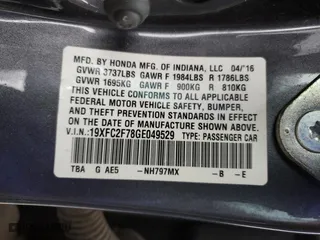 MFD. BY HONDA MFG. OF INDIANA, LLC 04/'16
GVWR 3737LBS GAWR F 1984LBS R 1786LBS
GVWR 1695KG GAWR F 900KG R 810KG
THIS VEHICLE CONFORMS TO ALL APPLICABLE
FEDERAL MOTOR VEHICLE SAFETY, BUMPER,
AND THEFT PREVENTION STANDARDS IN EFFECT
ON THE DATE OF MANUFACTURE SHOWN ABOVE.
V.I.N.:19XFC2F78GE049529 TYPE: PASSENGER CAR
TBA G AE5 -NH797MX -B -E